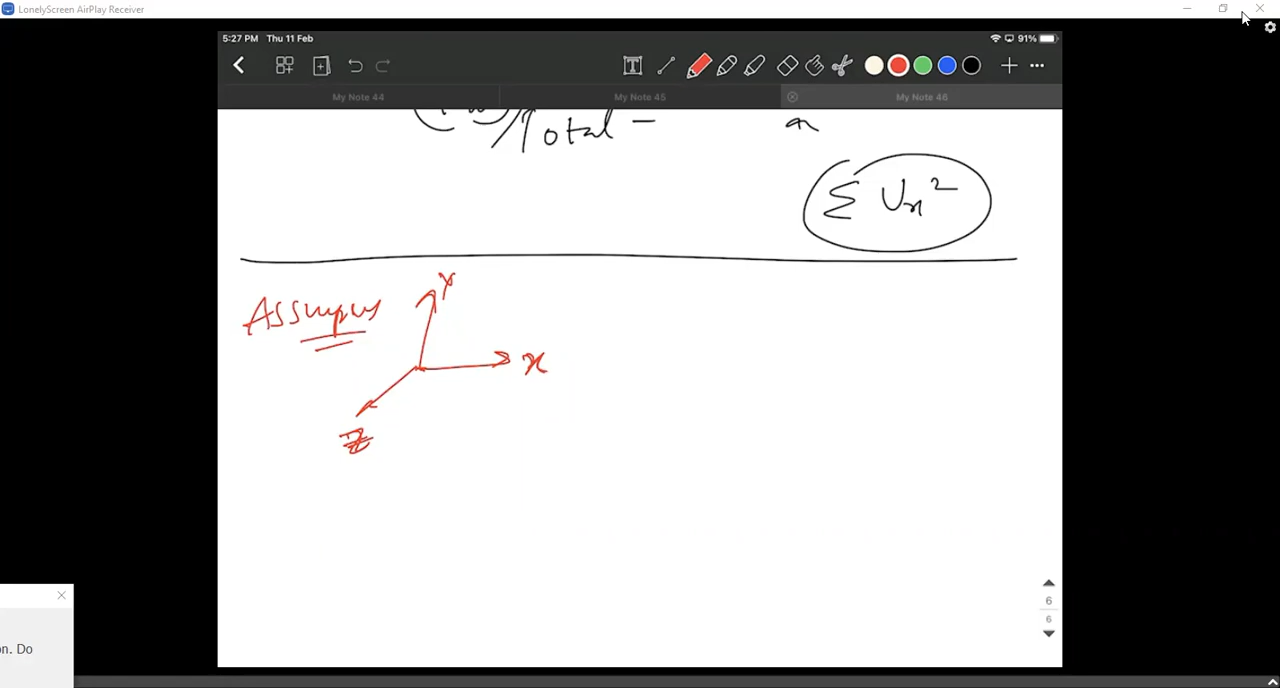 LonelyScreen AirPlay Receiver
5:27 PM Thu 11 Feb
91%
T
My Note 44
My Note 45
My Note 46
Total =
Σ Ux²
Y
x
Z
6
6
on. Do